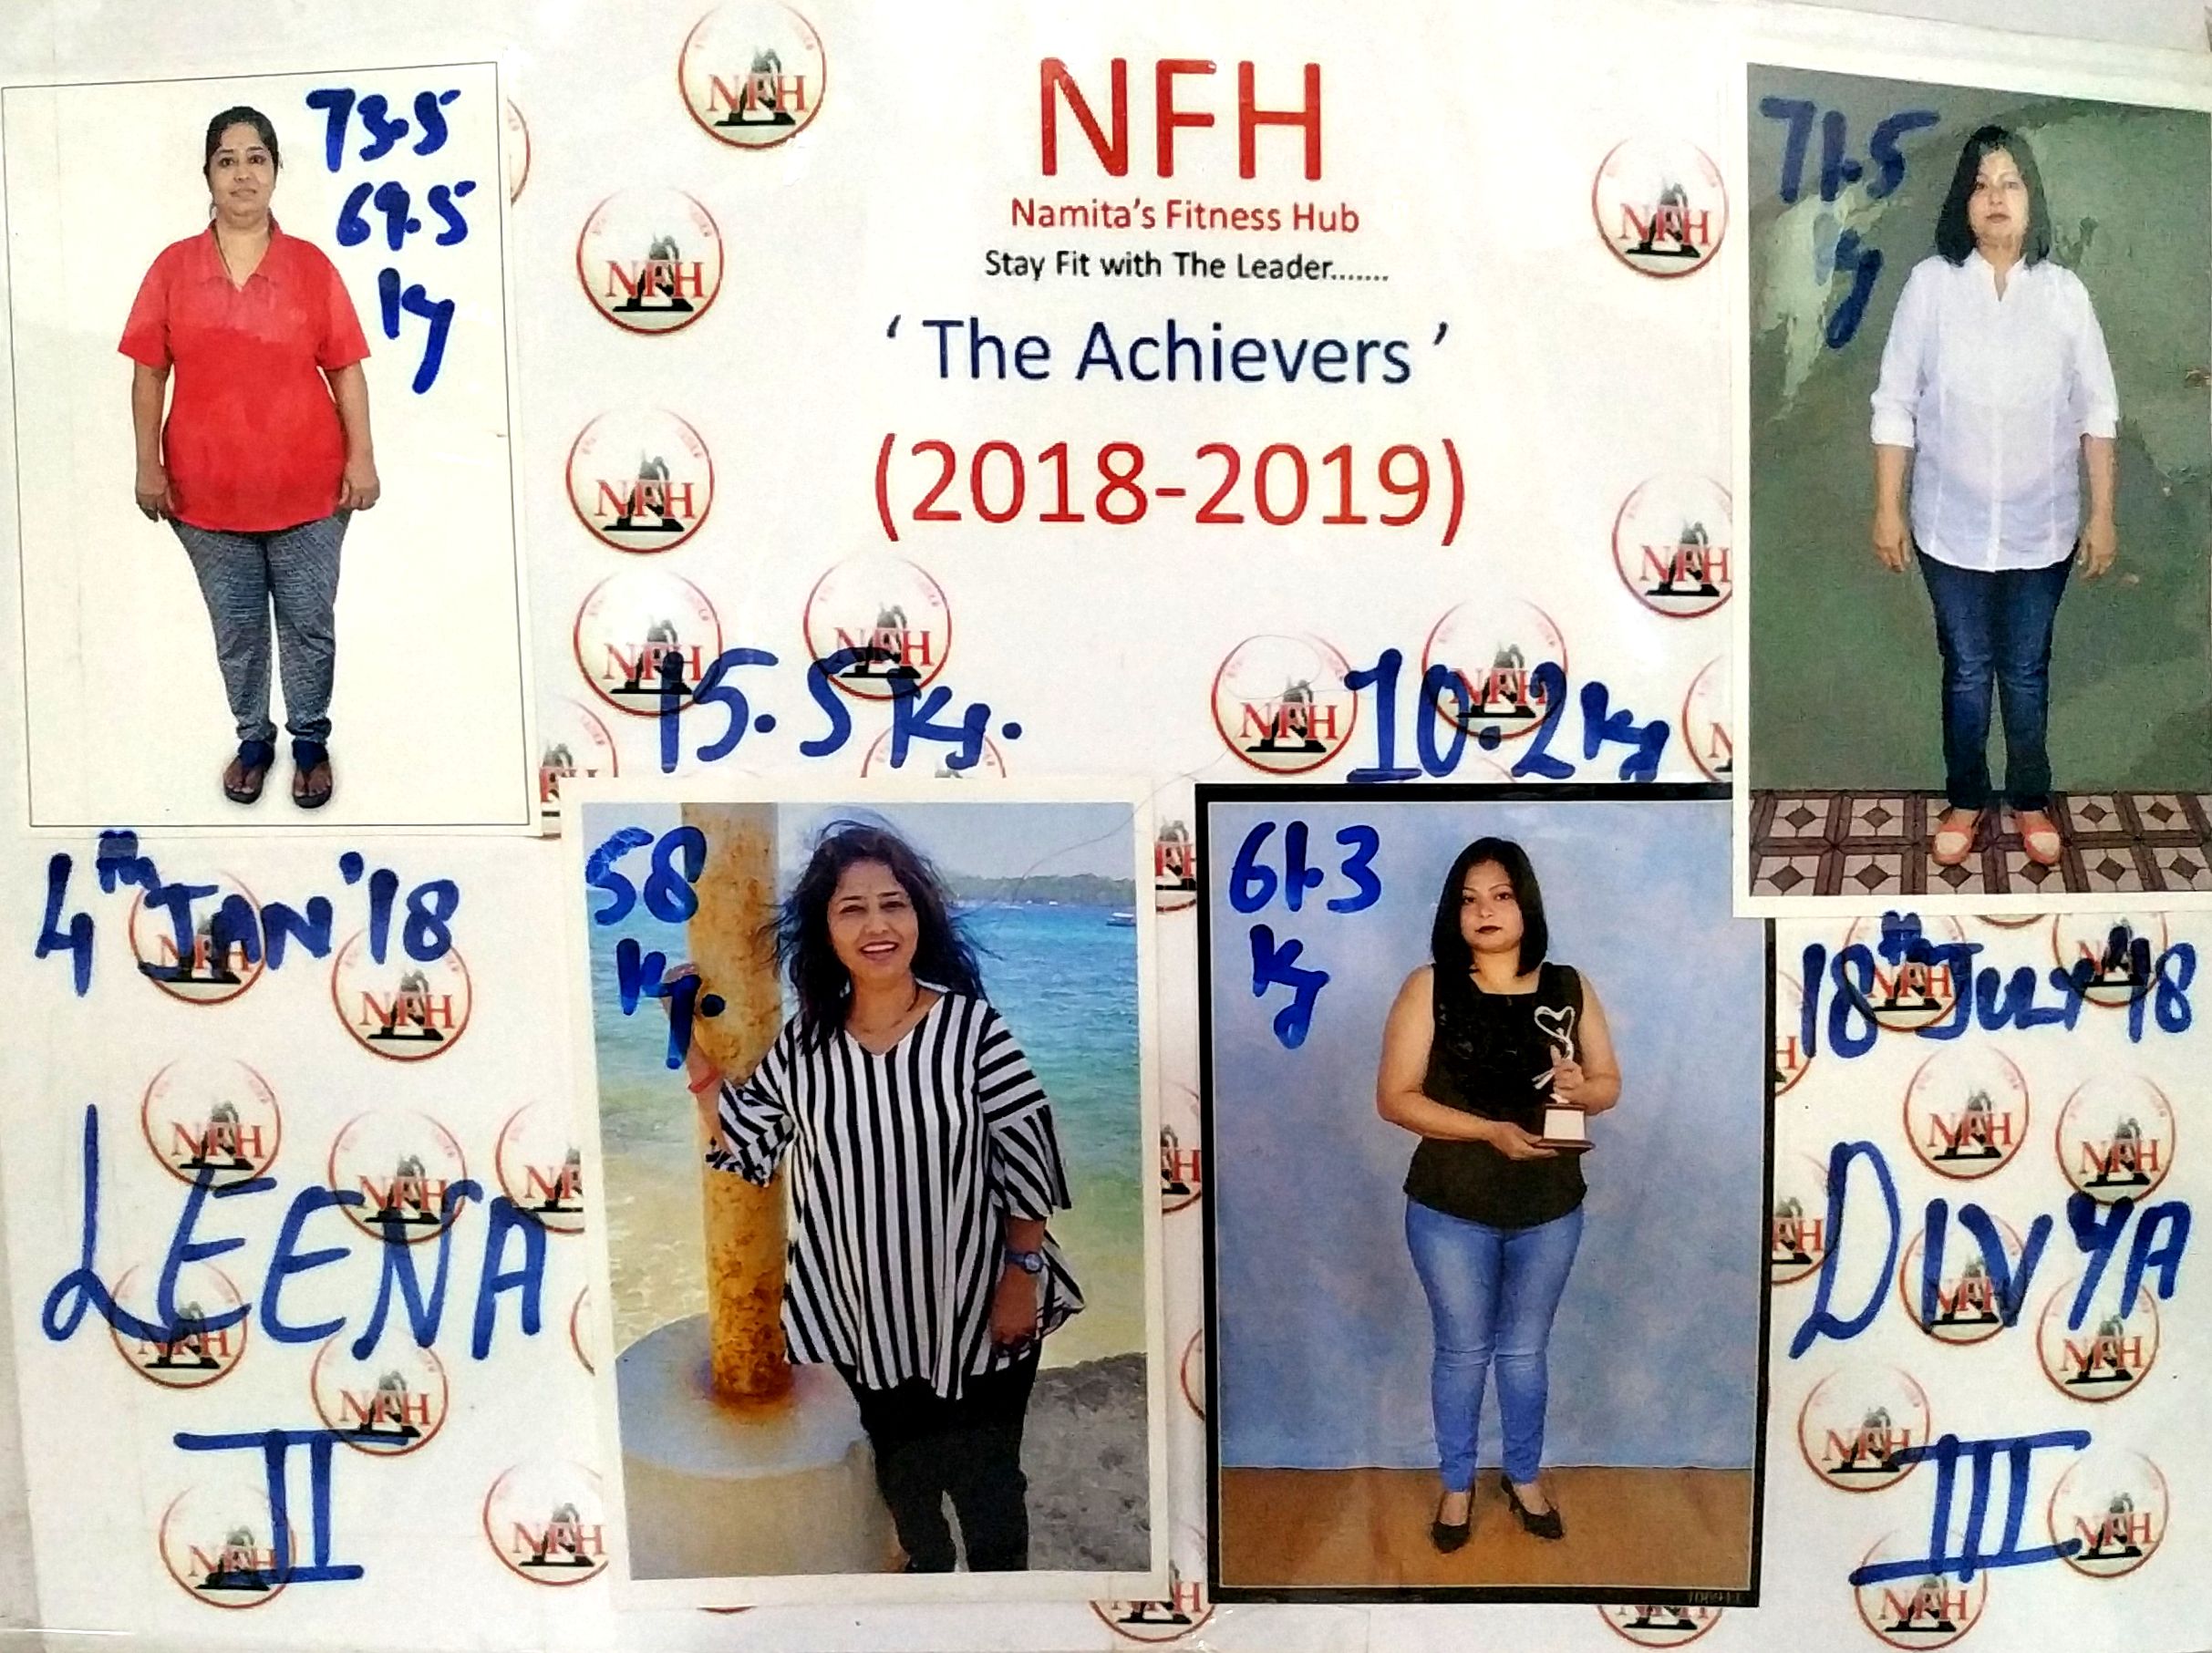 NFH
Namita's Fitness Hub
Stay Fit with The Leader.......
' The Achievers '
(2018-2019)
73.5
69.5
Kg
71.5
Kg
15.5 Kg.
10.2 Kg
4th JAN '18
58
Kg.
61.3
Kg
18th JULY '18
LEENA
DIVYA
II
III
NFH